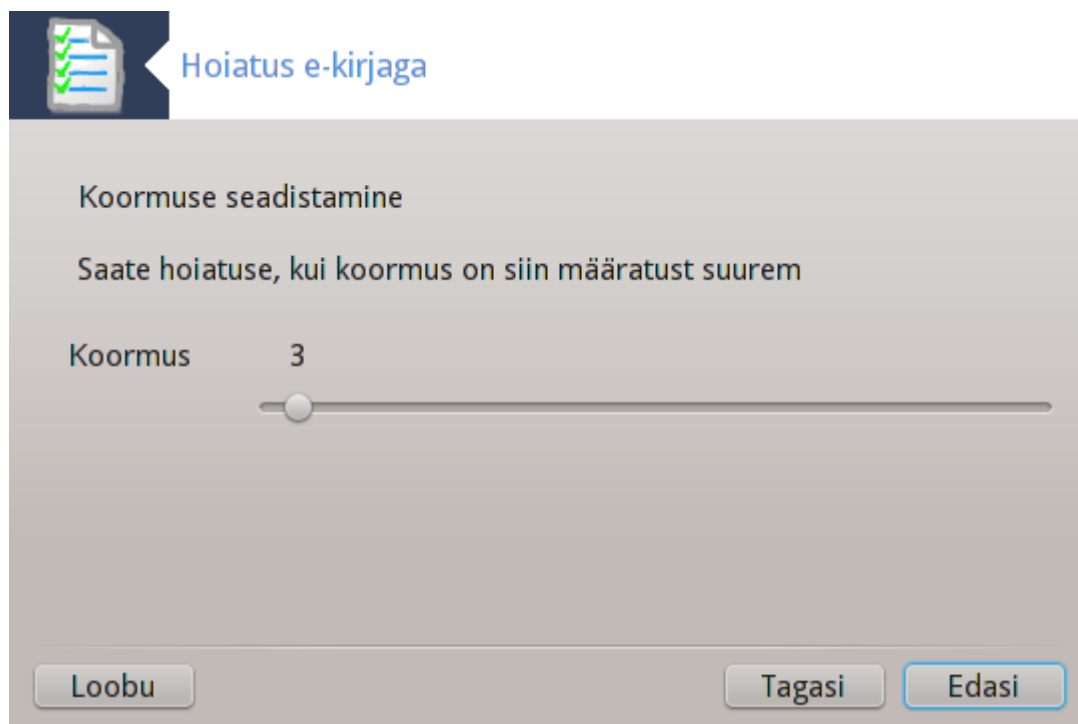 Hoiatus e-kirjaga
Koormuse seadistamine
Saate hoiatuse, kui koormus on siin määratust suurem
Koormus 3
Loobu Tagasi Edasi